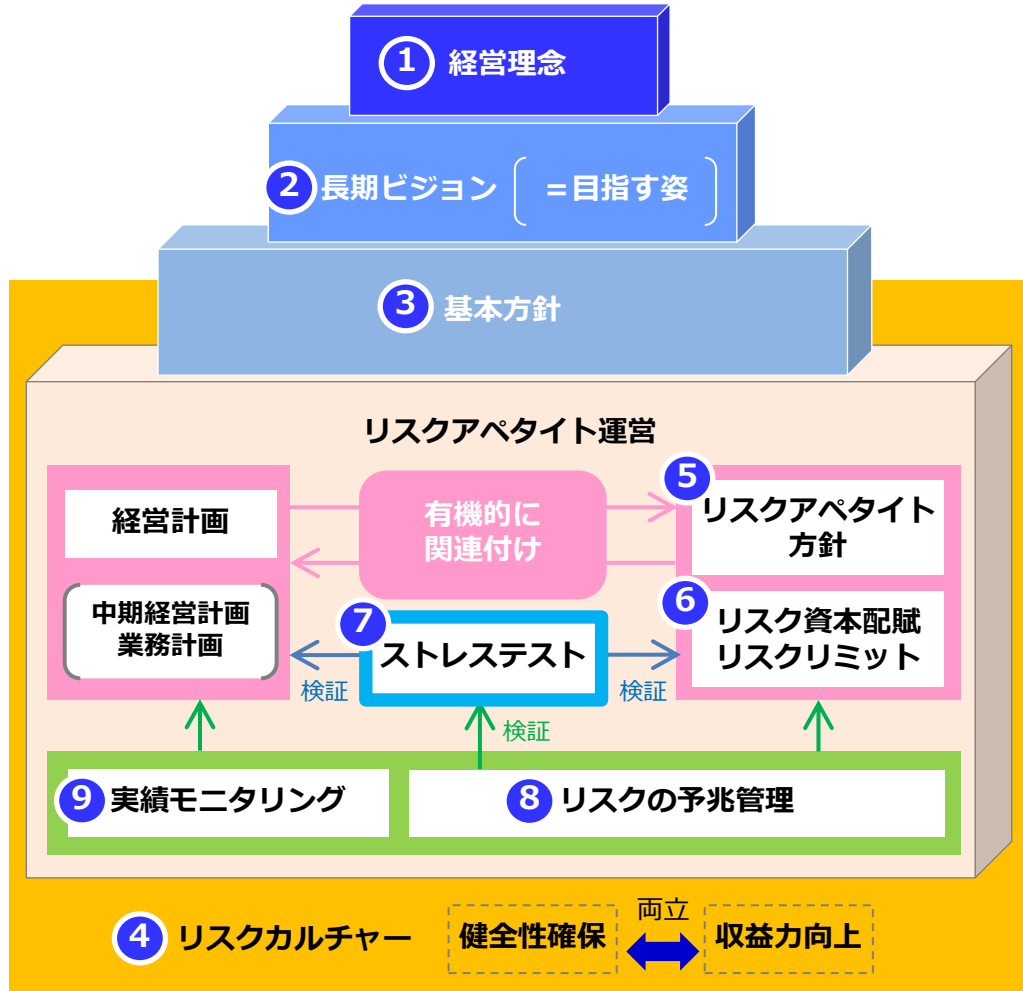 1 経営理念
2 長期ビジョン (=目指す姿)
3 基本方針
リスクアペタイト運営
経営計画
中期経営計画
業務計画
有機的に
関連付け
5
リスクアペタイト
方針
6
リスク資本配賦
リスクリミット
7
ストレステスト
検証
検証
検証
9 実績モニタリング
8 リスクの予兆管理
4 リスクカルチャー
健全性確保
両立
収益力向上